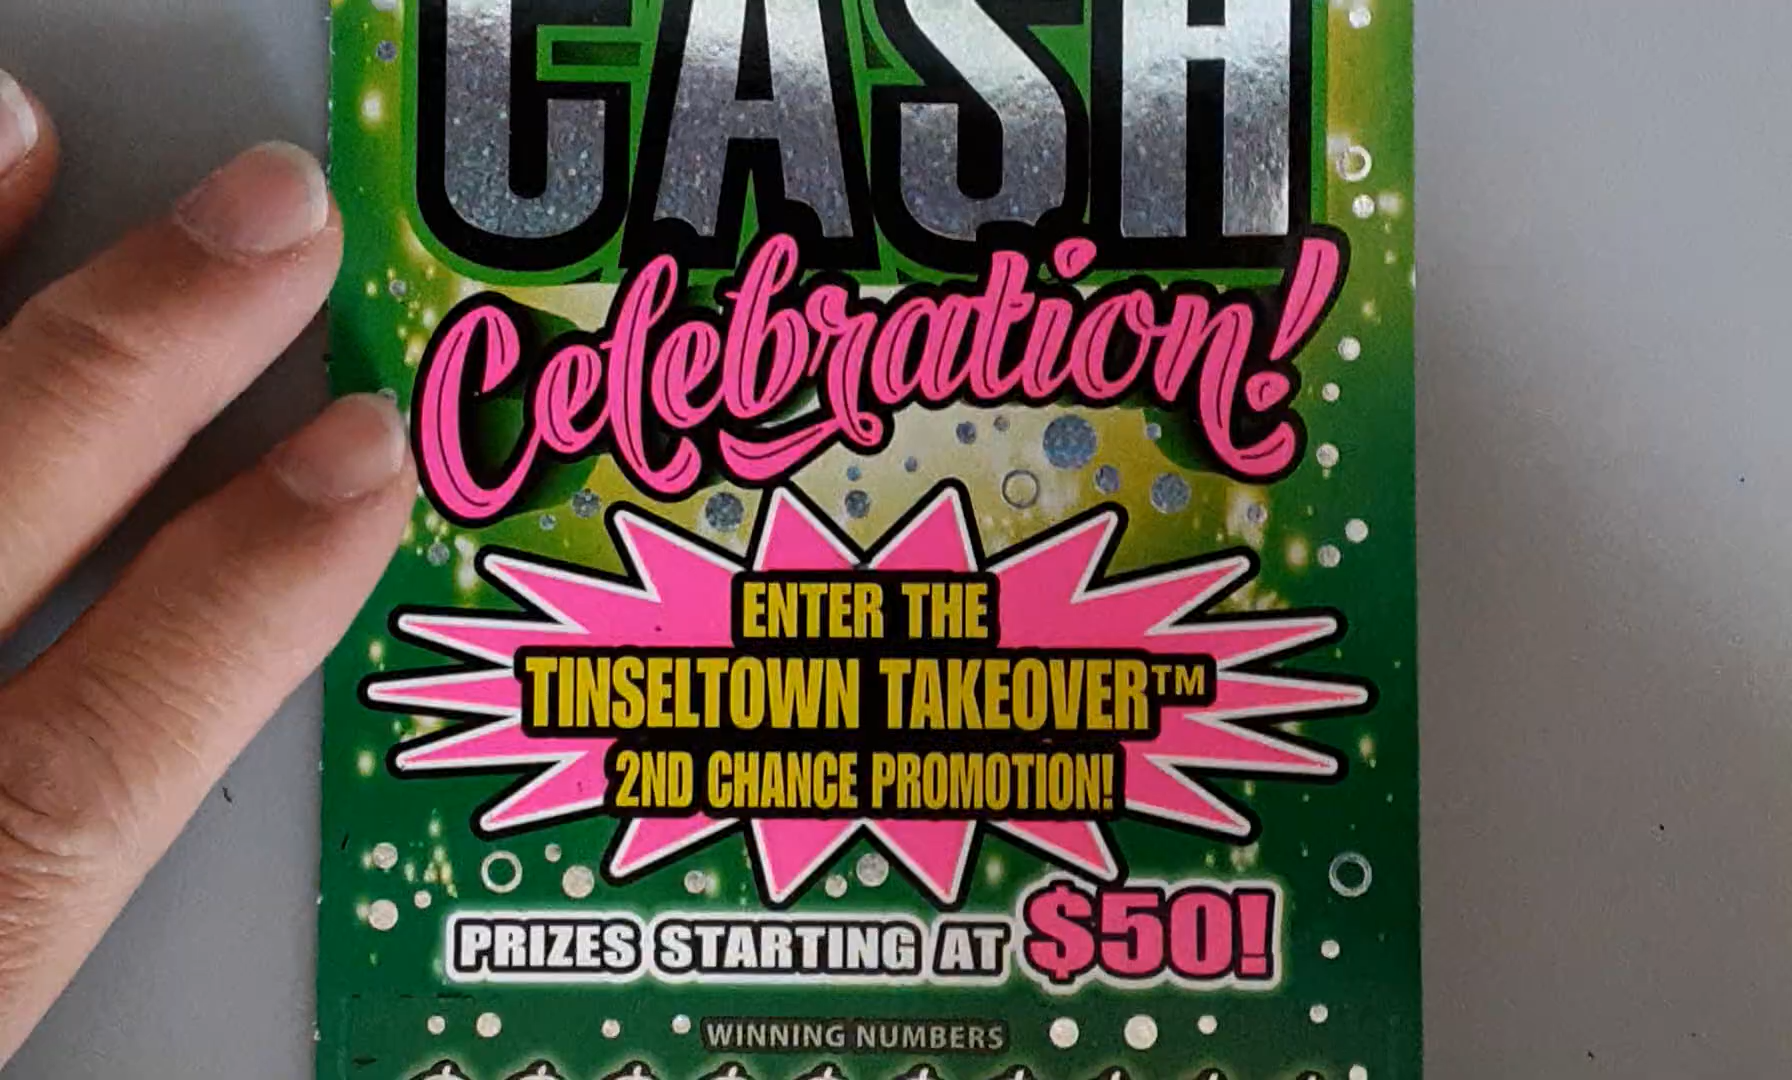 CASH
Celebration!
ENTER THE
TINSELTOWN TAKEOVER™
2ND CHANCE PROMOTION!
PRIZES STARTING AT $50!
WINNING NUMBERS